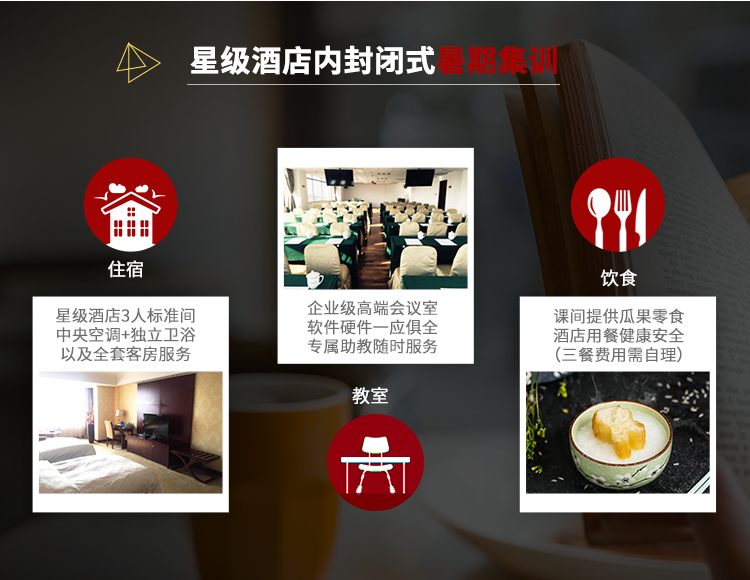 星级酒店内封闭式暑期集训
住宿
星级酒店3人标准间
中央空调+独立卫浴
以及全套客房服务
企业级高端会议室
软件硬件一应俱全
专属助教随时服务
教室
饮食
课间提供瓜果零食
酒店用餐健康安全
(三餐费用需自理)